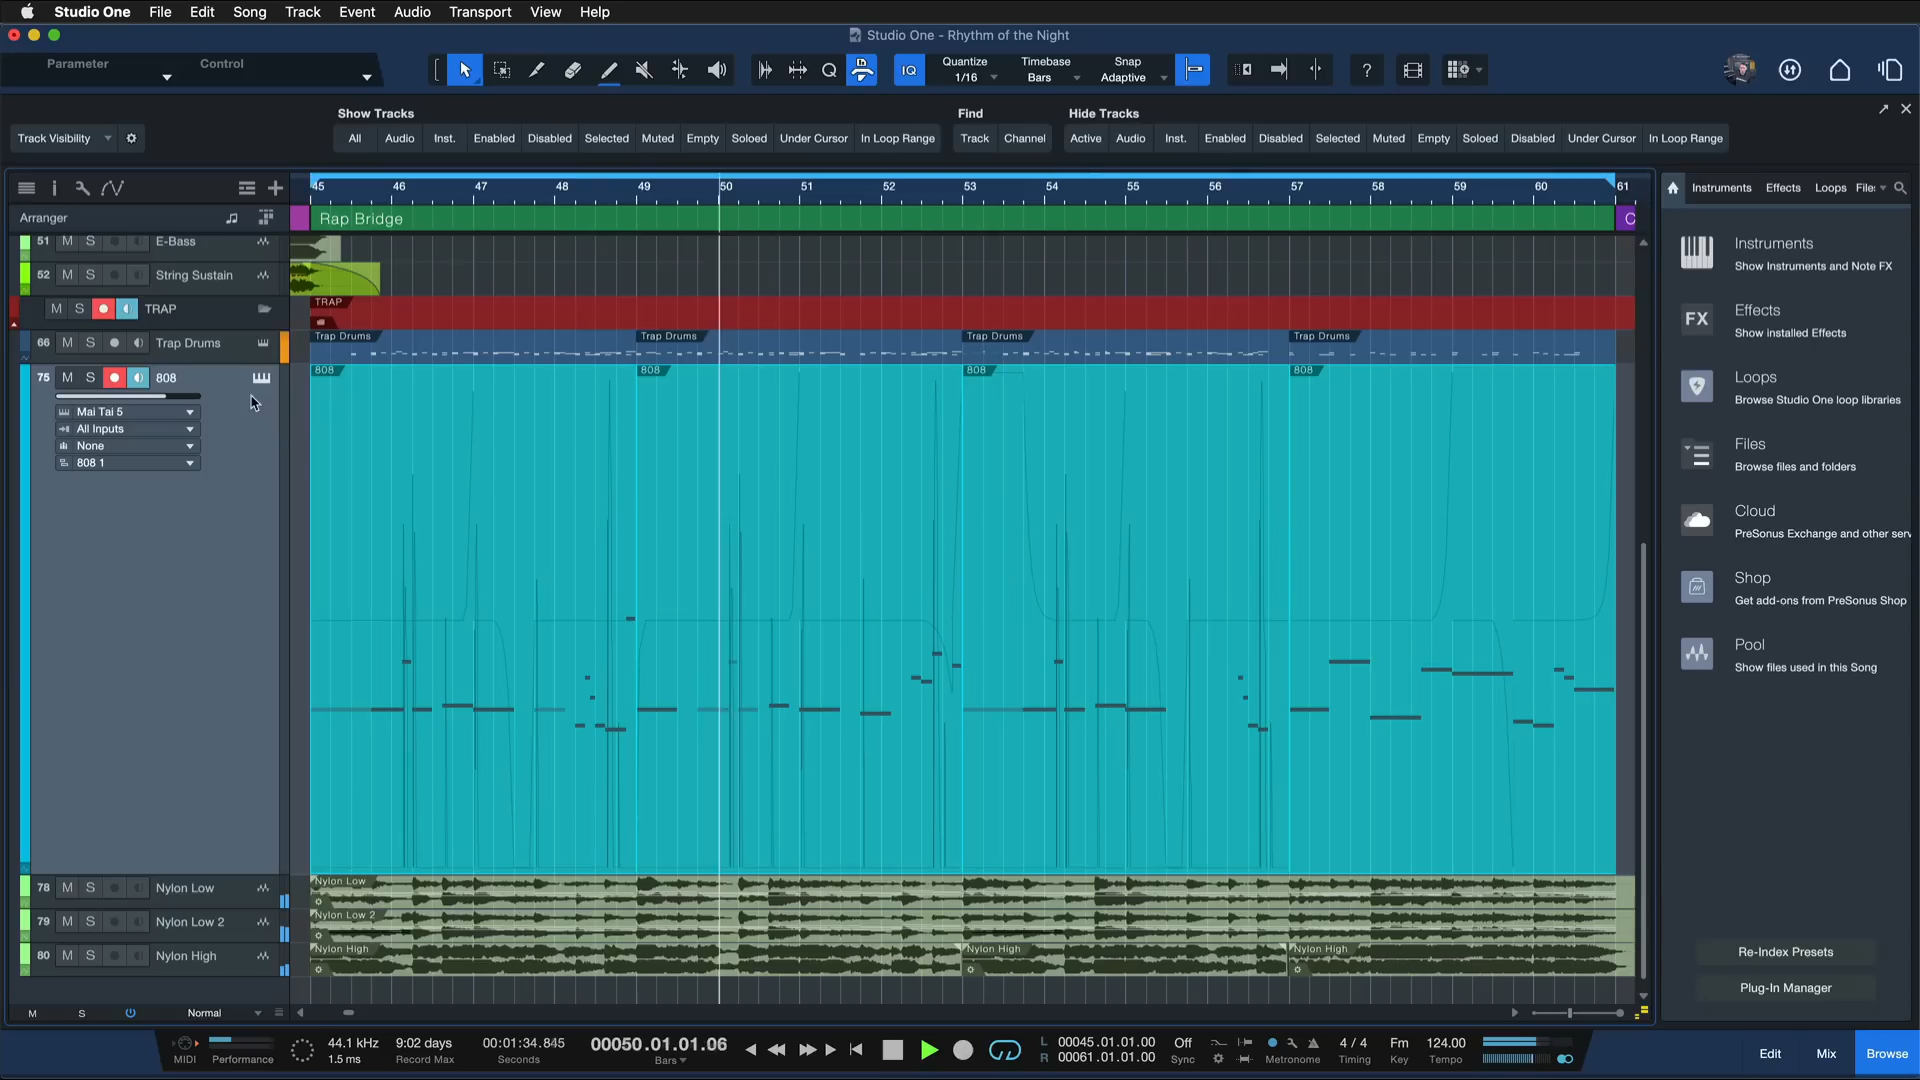 Studio One File Edit Song Track Event Audio Transport View Help
Studio One - Rhythm of the Night
Parameter Control
IQ
Quantize
1/16
Timebase
Bars
Snap
Adaptive
?
Track Visibility
Show Tracks
All Audio Inst. Enabled Disabled Selected Muted Empty Soloed Under Cursor In Loop Range
Find
Track Channel
Hide Tracks
Active Audio Inst. Enabled Disabled Selected Muted Empty Soloed Disabled Under Cursor In Loop Range
45 46 47 48 49 50 51 52 53 54 55 56 57 58 59 60 61
Arranger
Rap Bridge
C
51 M S E-Bass
52 M S String Sustain
M S TRAP
TRAP
66 M S Trap Drums
Trap Drums Trap Drums Trap Drums Trap Drums
75 M S 808
808 808 808 808
Mai Tai 5
All Inputs
None
808 1
78 M S Nylon Low
Nylon Low
79 M S Nylon Low 2
Nylon Low 2
80 M S Nylon High
Nylon High Nylon High Nylon High
M S Normal
Instruments Effects Loops Files
Instruments
Show Instruments and Note FX
FX
Effects
Show installed Effects
Loops
Browse Studio One loop libraries
Files
Browse files and folders
Cloud
PreSonus Exchange and other serv
Shop
Get add-ons from PreSonus Shop
Pool
Show files used in this Song
Re-Index Presets
Plug-In Manager
MIDI
Performance
44.1 kHz
1.5 ms
9:02 days
Record Max
00:01:34.845
Seconds
00050.01.01.06
Bars
L 00045.01.01.00
R 00061.01.01.00
Off
Sync
Metronome
4 / 4
Timing
Fm
Key
124.00
Tempo
Edit Mix Browse